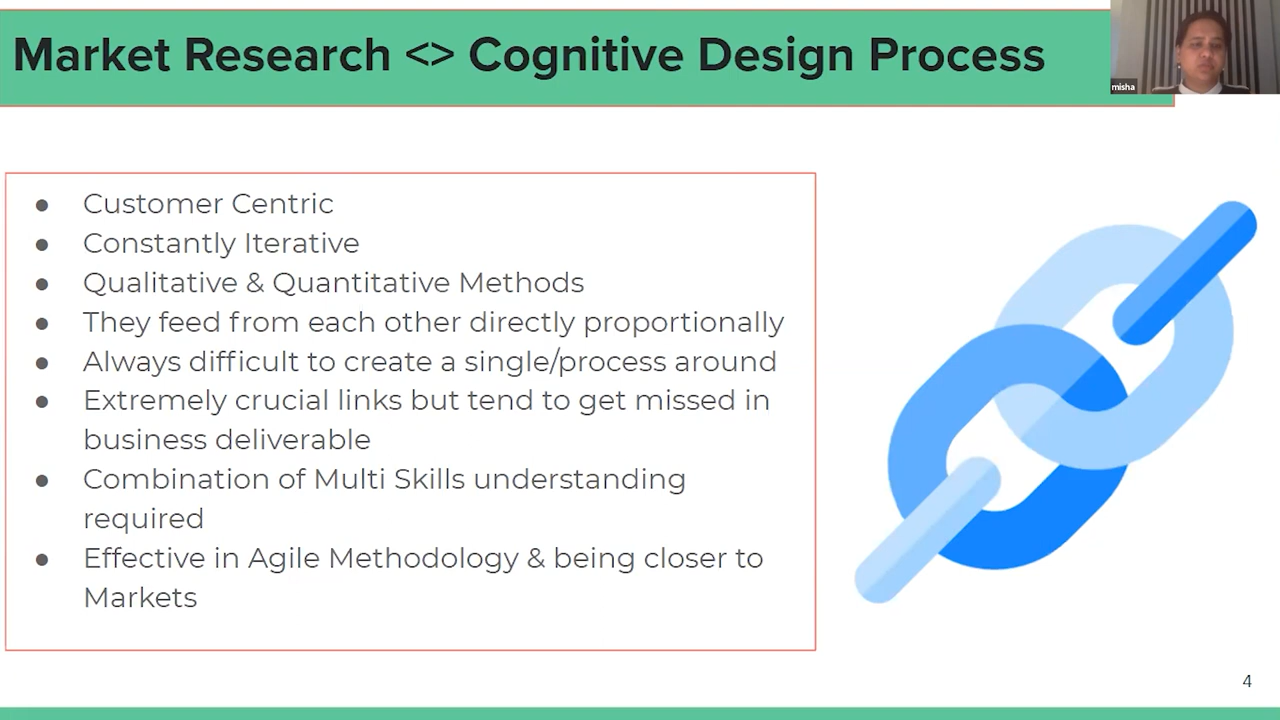 Market Research <> Cognitive Design Process
misha
● Customer Centric
● Constantly Iterative
● Qualitative & Quantitative Methods
● They feed from each other directly proportionally
● Always difficult to create a single/process around
● Extremely crucial links but tend to get missed in
business deliverable
● Combination of Multi Skills understanding
required
● Effective in Agile Methodology & being closer to
Markets
4